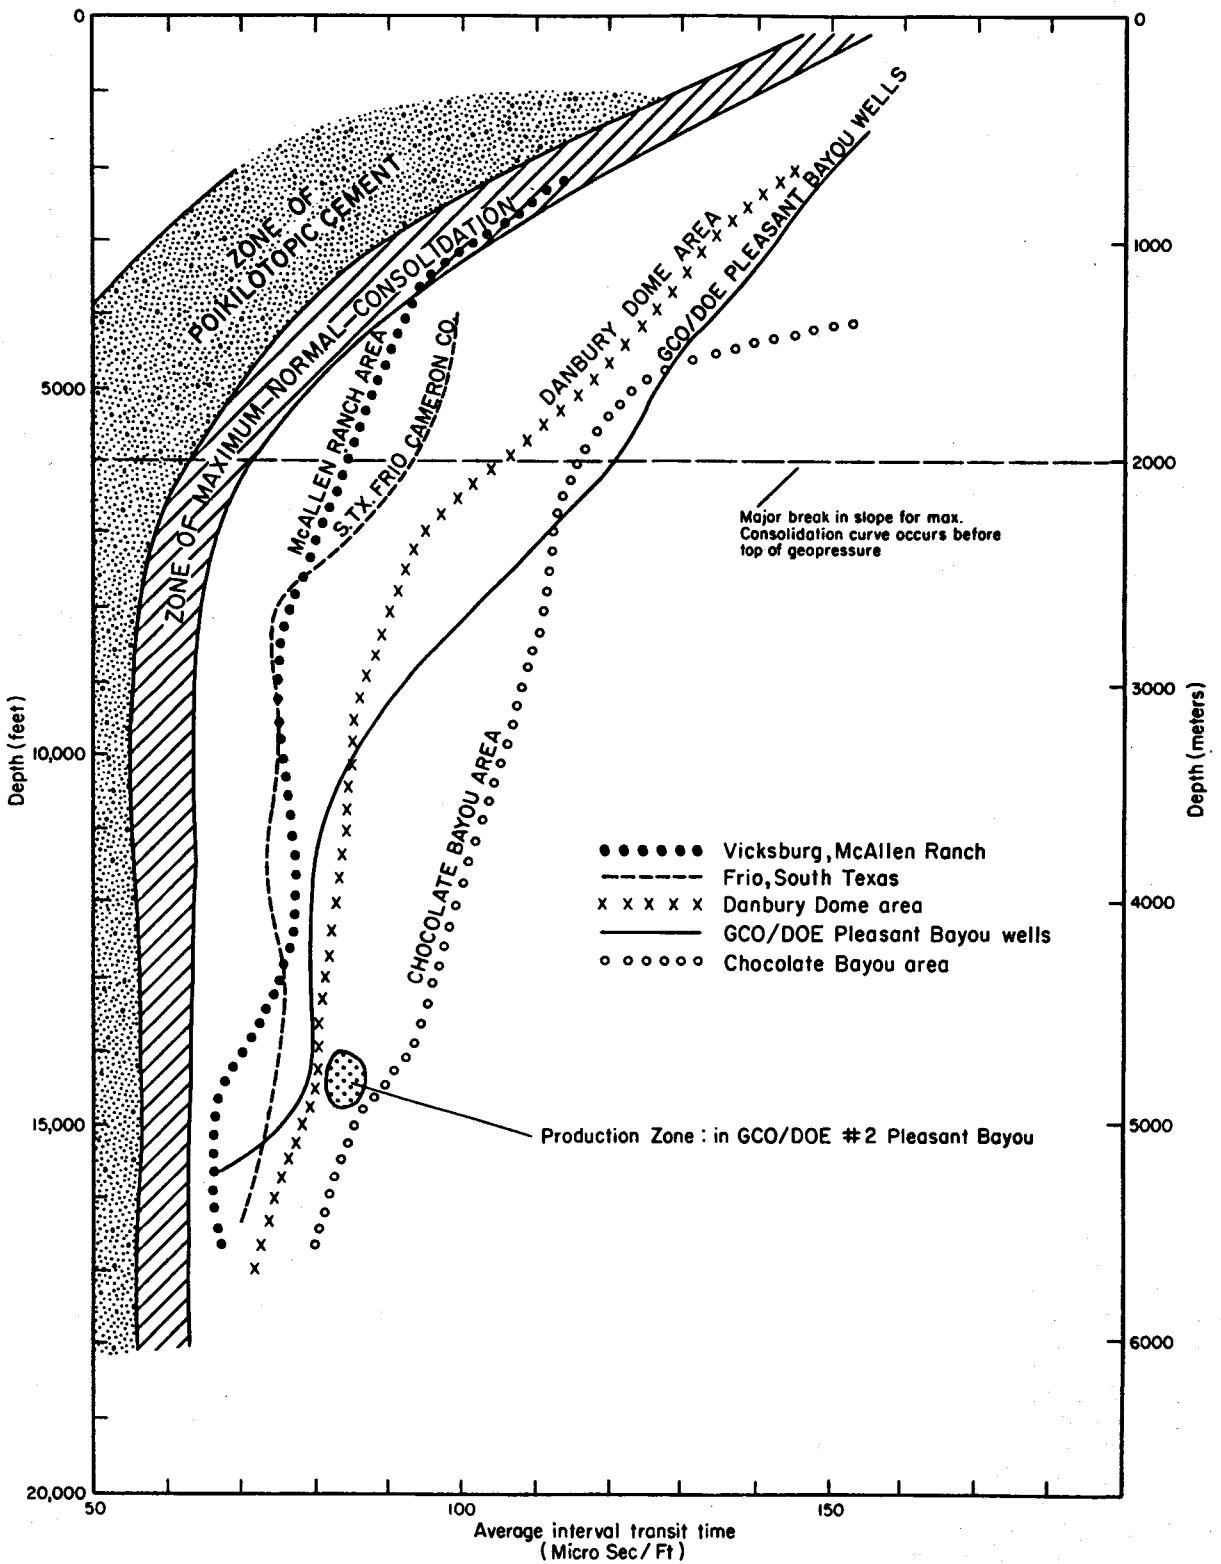 0
5000
10,000
15,000
20,000
Depth (feet)
0
1000
2000
3000
4000
5000
6000
Depth (meters)
50
100
150
Average interval transit time
(Micro Sec/Ft)
ZONE OF
POIKILOTOPIC CEMENT
ZONE OF MAXIMUM-NORMAL-CONSOLIDATION
McALLEN RANCH AREA
S. TX. FRIO CAMERON CO.
DANBURY DOME AREA
GCO/DOE PLEASANT BAYOU WELLS
CHOCOLATE BAYOU AREA
Major break in slope for max.
Consolidation curve occurs before
top of geopressure
Vicksburg, McAllen Ranch
Frio, South Texas
Danbury Dome area
GCO/DOE Pleasant Bayou wells
Chocolate Bayou area
Production Zone : in GCO/DOE #2 Pleasant Bayou